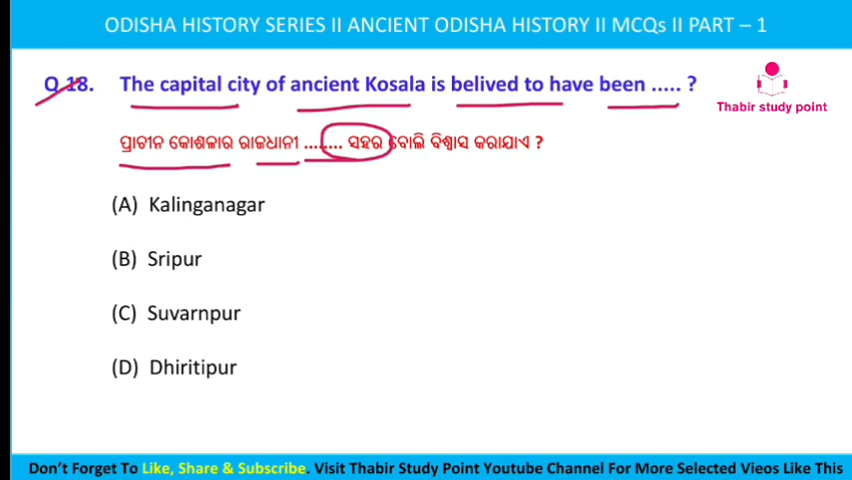 ODISHA HISTORY SERIES II ANCIENT ODISHA HISTORY II MCQs II PART – 1
Q 18. The capital city of ancient Kosala is belived to have been ..... ?
Thabir study point
ପ୍ରାଚୀନ କୋଶଳାର ରାଜଧାନୀ ........ ସହର ବୋଲି ବିଶ୍ୱାସ କରାଯାଏ ?
(A) Kalinganagar
(B) Sripur
(C) Suvarnpur
(D) Dhiritipur
Don't Forget To Like, Share & Subscribe. Visit Thabir Study Point Youtube Channel For More Selected Vieos Like This